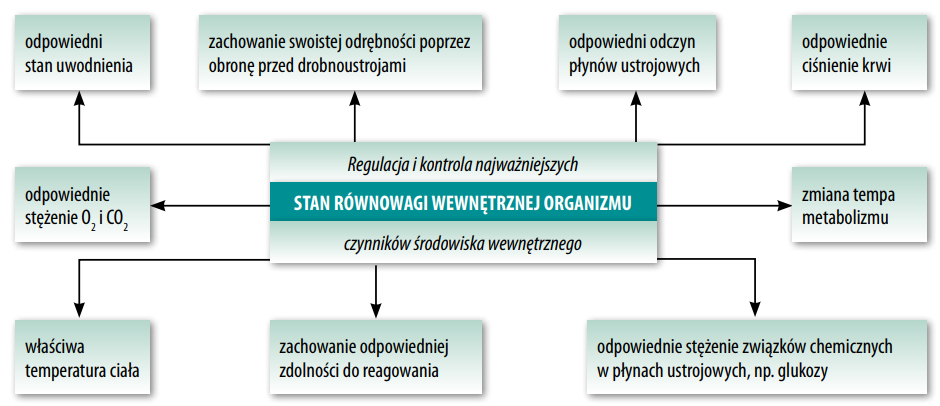 odpowiedni
stan uwodnienia
zachowanie swoistej odrębności poprzez
obronę przed drobnoustrojami
odpowiedni odczyn
płynów ustrojowych
odpowiednie
ciśnienie krwi
Regulacja i kontrola najważniejszych
STAN RÓWNOWAGI WEWNĘTRZNEJ ORGANIZMU
czynników środowiska wewnętrznego
odpowiednie
stężenie O₂ i CO₂
zmiana tempa
metabolizmu
właściwa
temperatura ciała
zachowanie odpowiedniej
zdolności do reagowania
odpowiednie stężenie związków chemicznych
w płynach ustrojowych, np. glukozy